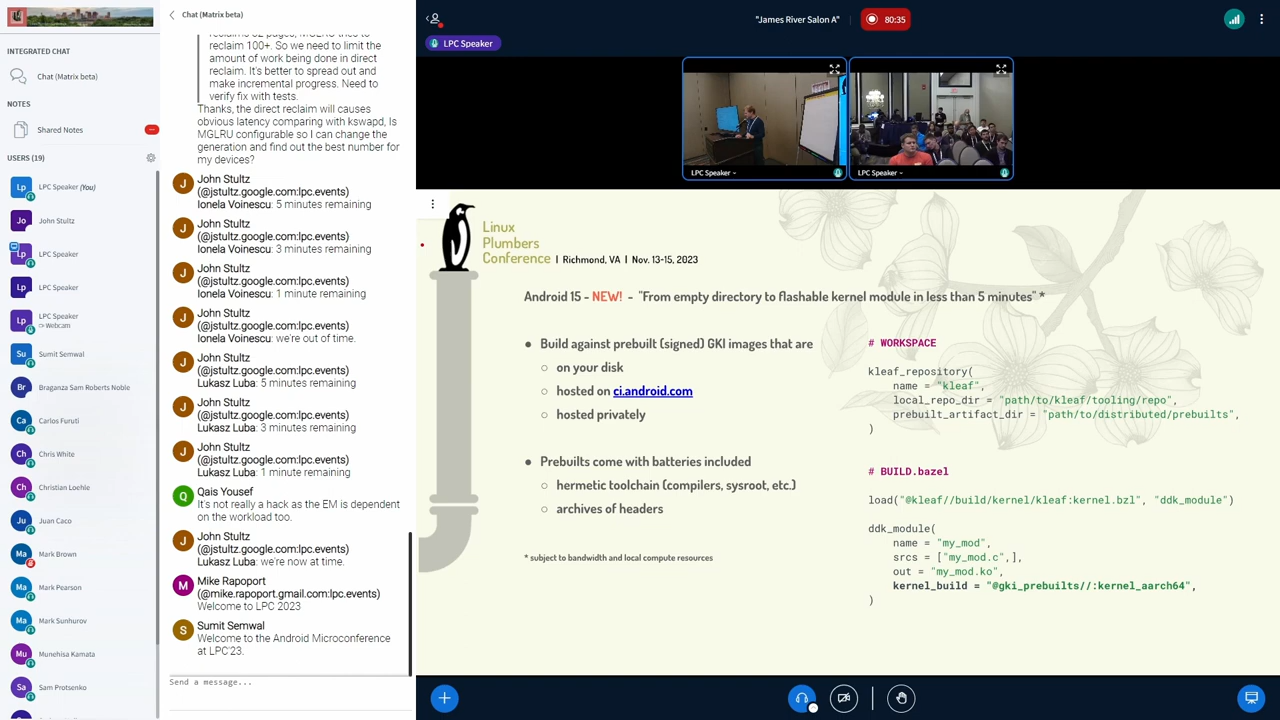 INTEGRATED CHAT
Chat (Matrix beta)
NOTES
Shared Notes
USERS (19)
Lp
LPC Speaker (You)
Jo
John Stultz
Lp
LPC Speaker
Lp
LPC Speaker
Lp
LPC Speaker
Webcam
Su
Sumit Semwal
Br
Braganza Sam Roberts Noble
Ca
Carlos Furuti
Ch
Chris White
Ch
Christian Loehle
Ju
Juan Caco
Ma
Mark Brown
Ma
Mark Pearson
Ma
Mark Sunhurov
Mu
Munehisa Kamata
Sa
Sam Protsenko
Chat (Matrix beta)
reclaim 100+. So we need to limit the
amount of work being done in direct
reclaim. It's better to spread out and
make incremental progress. Need to
verify fix with tests.
Thanks, the direct reclaim will causes
obvious latency comparing with kswapd, Is
MGLRU configurable so I can change the
generation and find out the best number for
my devices?
J
John Stultz
(@jstultz.google.com:lpc.events)
Ionela Voinescu: 5 minutes remaining
J
John Stultz
(@jstultz.google.com:lpc.events)
Ionela Voinescu: 3 minutes remaining
J
John Stultz
(@jstultz.google.com:lpc.events)
Ionela Voinescu: 1 minute remaining
J
John Stultz
(@jstultz.google.com:lpc.events)
Ionela Voinescu: we're out of time.
J
John Stultz
(@jstultz.google.com:lpc.events)
Lukasz Luba: 5 minutes remaining
J
John Stultz
(@jstultz.google.com:lpc.events)
Lukasz Luba: 3 minutes remaining
J
John Stultz
(@jstultz.google.com:lpc.events)
Lukasz Luba: 1 minute remaining
Q
Qais Yousef
It's not really a hack as the EM is dependent
on the workload too.
J
John Stultz
(@jstultz.google.com:lpc.events)
Lukasz Luba: we're now at time.
M
Mike Rapoport
(@mike.rapoport.gmail.com:lpc.events)
Welcome to LPC 2023
S
Sumit Semwal
Welcome to the Android Microconference
at LPC'23.
Send a message...
"James River Salon A"
80:35
LPC Speaker
LPC Speaker
LPC Speaker
Linux
Plumbers
Conference | Richmond, VA | Nov. 13-15, 2023
Android 15 - NEW! - "From empty directory to flashable kernel module in less than 5 minutes" *
● Build against prebuilt (signed) GKI images that are
○ on your disk
○ hosted on ci.android.com
○ hosted privately
● Prebuilts come with batteries included
○ hermetic toolchain (compilers, sysroot, etc.)
○ archives of headers
* subject to bandwidth and local compute resources
# WORKSPACE
kleaf_repository(
name = "kleaf",
local_repo_dir = "path/to/kleaf/tooling/repo",
prebuilt_artifact_dir = "path/to/distributed/prebuilts",
)
# BUILD.bazel
load("@kleaf//build/kernel/kleaf:kernel.bzl", "ddk_module")
ddk_module(
name = "my_mod",
srcs = ["my_mod.c",],
out = "my_mod.ko",
kernel_build = "@gki_prebuilts//:kernel_aarch64",
)